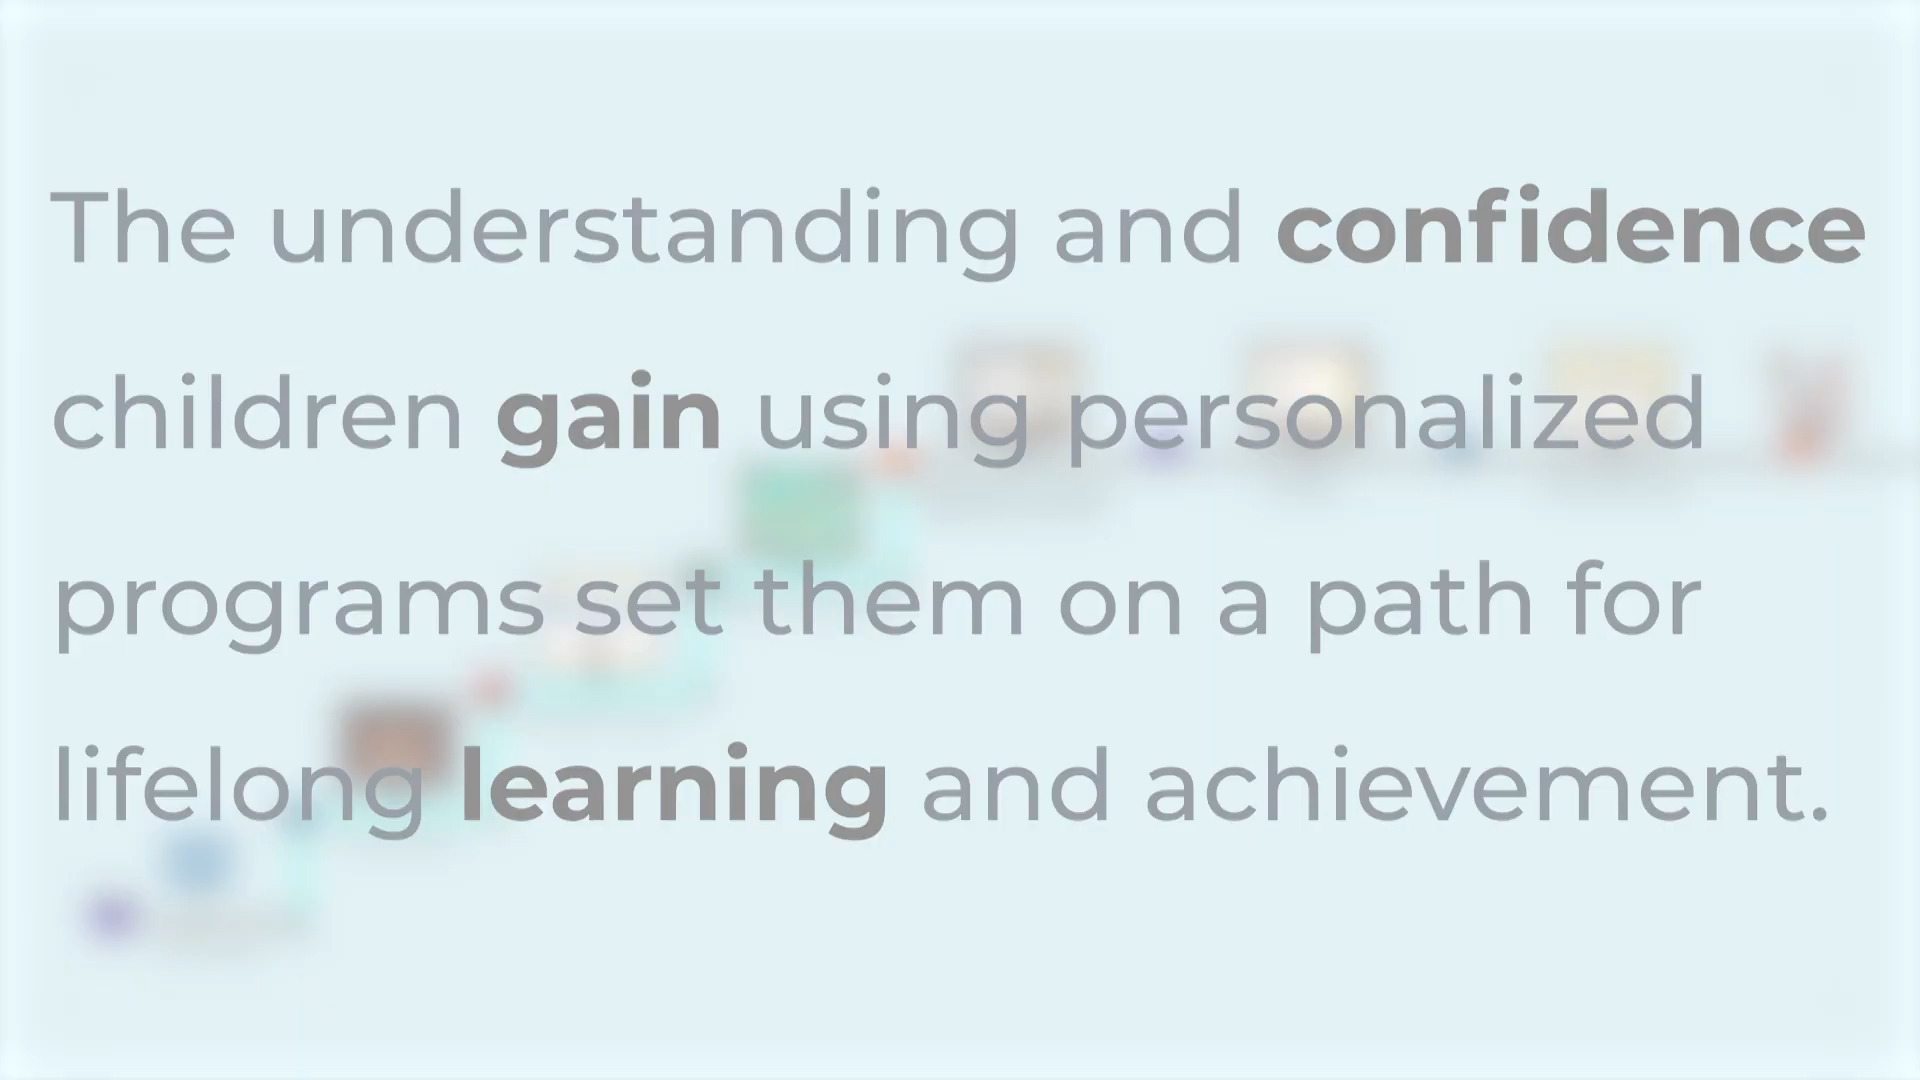 The understanding and confidence
children gain using personalized
programs set them on a path for
lifelong learning and achievement.